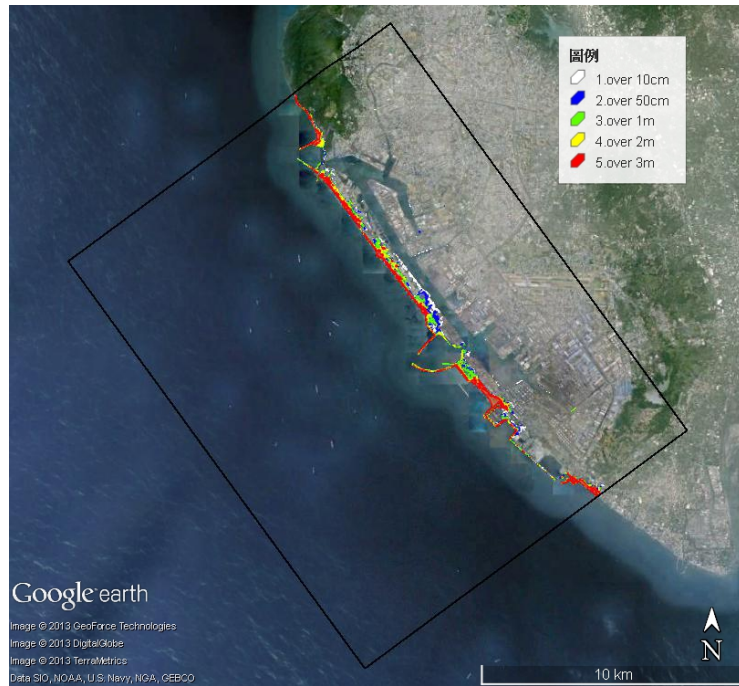 圖例
1.over 10cm
2.over 50cm
3.over 1m
4.over 2m
5.over 3m
Google earth
Image © 2013 GeoForce Technologies
Image © 2013 DigitalGlobe
Image © 2013 TerraMetrics
Data SIO, NOAA, U.S. Navy, NGA, GEBCO
N
10 km